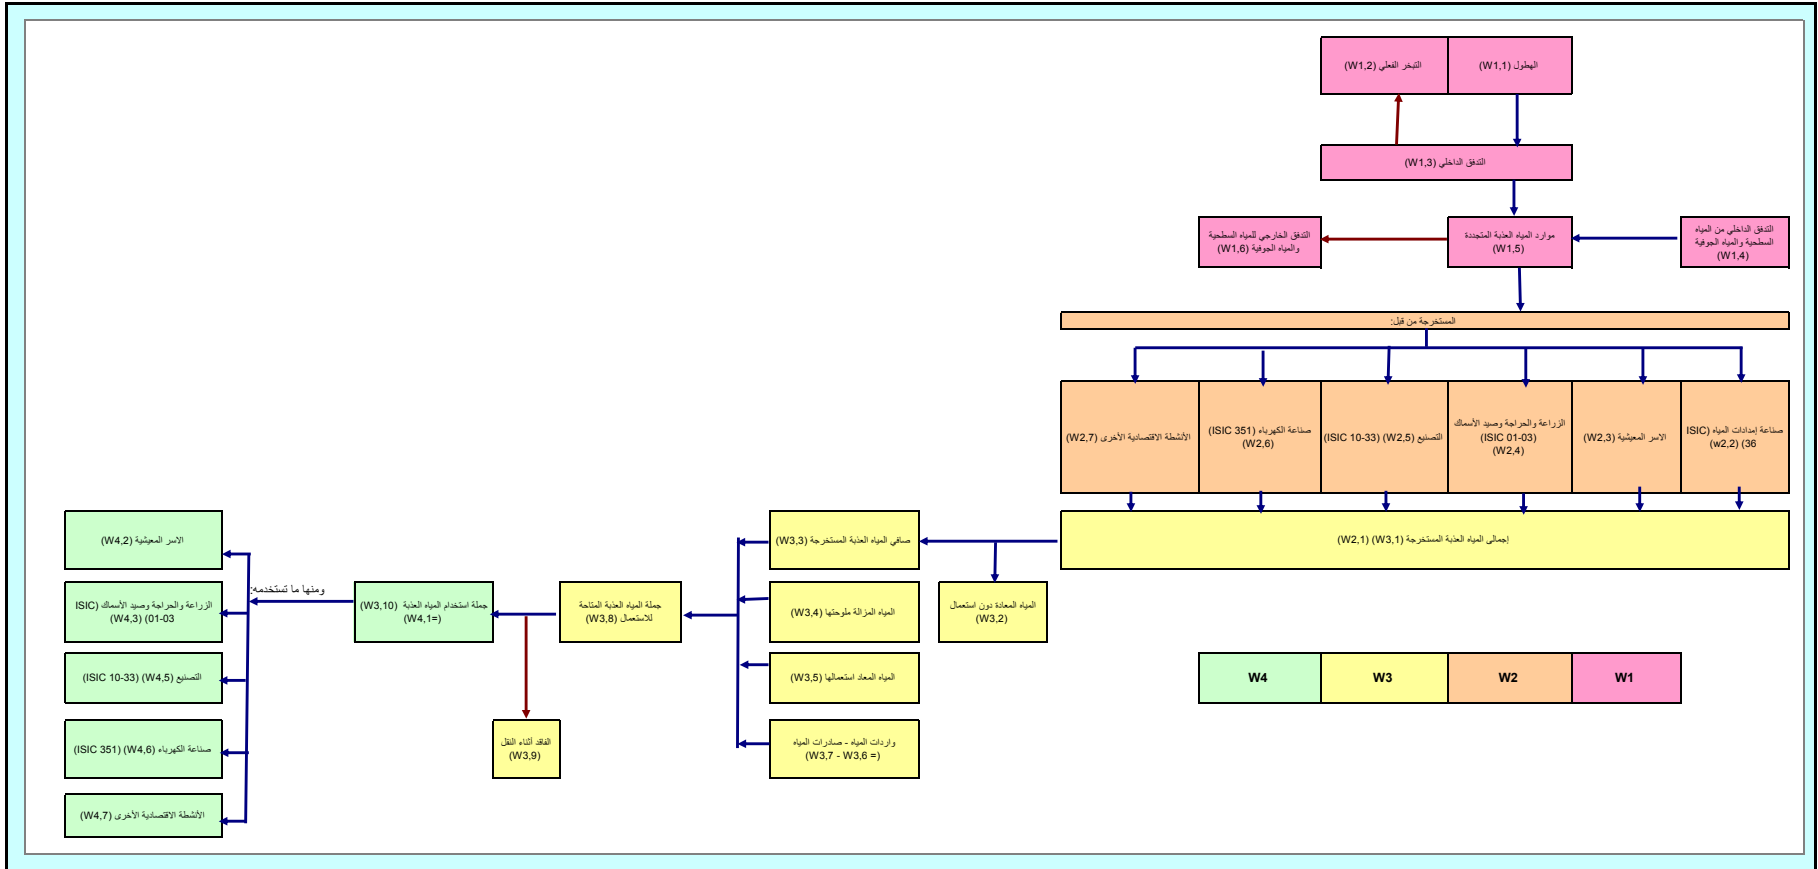 الهطول (W1,1)
التبخر الفعلي (W1,2)
التدفق الداخلي (W1,3)
التدفق الداخلي من المياه
السطحية والمياه الجوفية
(W1,4)
موارد المياه العذبة المتجددة
(W1,5)
التدفق الخارجي للمياه السطحية
والمياه الجوفية (W1,6)
المستخرجة من قبل:
صناعة إمدادات المياه (ISIC
36) (w2,2)
الاسر المعيشية (W2,3)
الزراعة والحراجة وصيد الأسماك
(ISIC 01-03)
(W2,4)
التصنيع (W2,5) (ISIC 10-33)
صناعة الكهرباء (ISIC 351)
(W2,6)
الأنشطة الاقتصادية الأخرى (W2,7)
إجمالى المياه العذبة المستخرجة (W3,1) (W2,1)
صافي المياه العذبة المستخرجة (W3,3)
المياه المعادة دون استعمال
(W3,2)
المياه المزالة ملوحتها (W3,4)
المياه المعاد استعمالها (W3,5)
واردات المياه - صادرات المياه
(= W3,7 - W3,6)
جملة المياه العذبة المتاحة
للاستعمال (W3,8)
الفاقد أثناء النقل
(W3,9)
جملة استخدام المياه العذبة (W3,10)
(=W4,1)
ومنها ما تستخدمه:
الاسر المعيشية (W4,2)
الزراعة والحراجة وصيد الأسماك (ISIC
01-03) (W4,3)
التصنيع (W4,5) (ISIC 10-33)
صناعة الكهرباء (W4,6) (ISIC 351)
الأنشطة الاقتصادية الأخرى (W4,7)
W1
W2
W3
W4